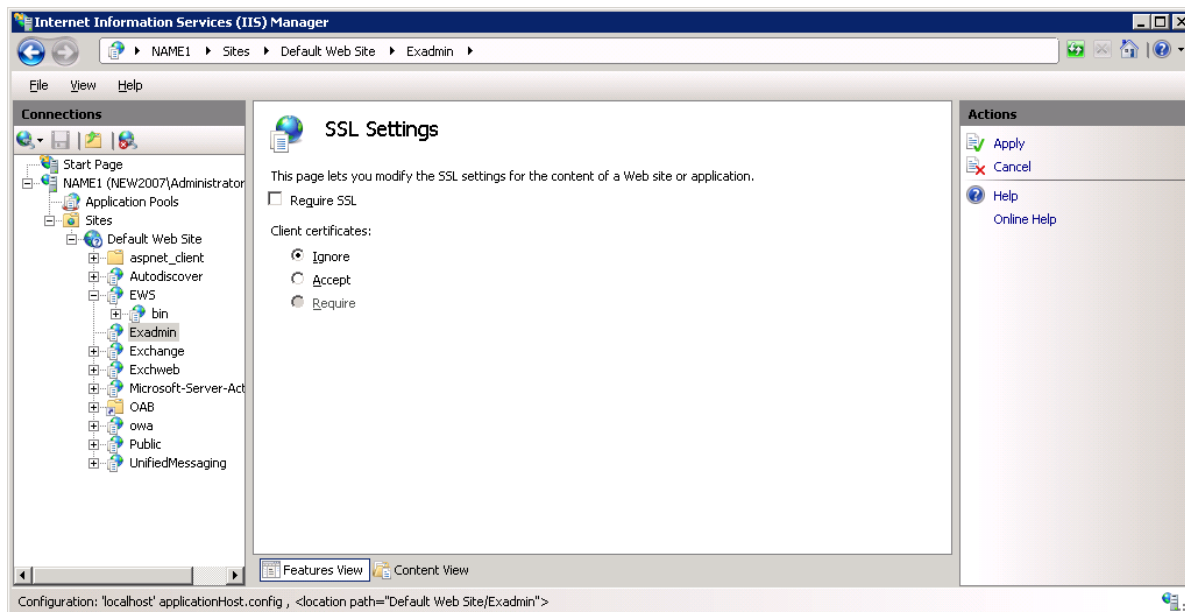 Internet Information Services (IIS) Manager
NAME1 Sites Default Web Site Exadmin
File View Help
Connections
Start Page
NAME1 (NEW2007\Administrator
Application Pools
Sites
Default Web Site
aspnet_client
Autodiscover
EWS
bin
Exadmin
Exchange
Exchweb
Microsoft-Server-Act
OAB
owa
Public
UnifiedMessaging
SSL Settings
This page lets you modify the SSL settings for the content of a Web site or application.
Require SSL
Client certificates:
Ignore
Accept
Require
Features View Content View
Actions
Apply
Cancel
Help
Online Help
Configuration: 'localhost' applicationHost.config , <location path="Default Web Site/Exadmin">